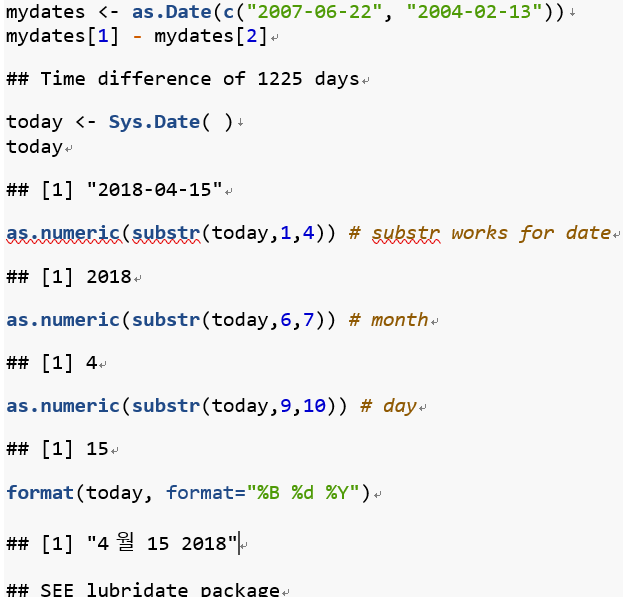 mydates <- as.Date(c("2007-06-22", "2004-02-13"))
mydates[1] - mydates[2]
## Time difference of 1225 days
today <- Sys.Date( )
today
## [1] "2018-04-15"
as.numeric(substr(today,1,4)) # substr works for date
## [1] 2018
as.numeric(substr(today,6,7)) # month
## [1] 4
as.numeric(substr(today,9,10)) # day
## [1] 15
format(today, format="%B %d %Y")
## [1] "4월 15 2018"
## SEE lubridate package